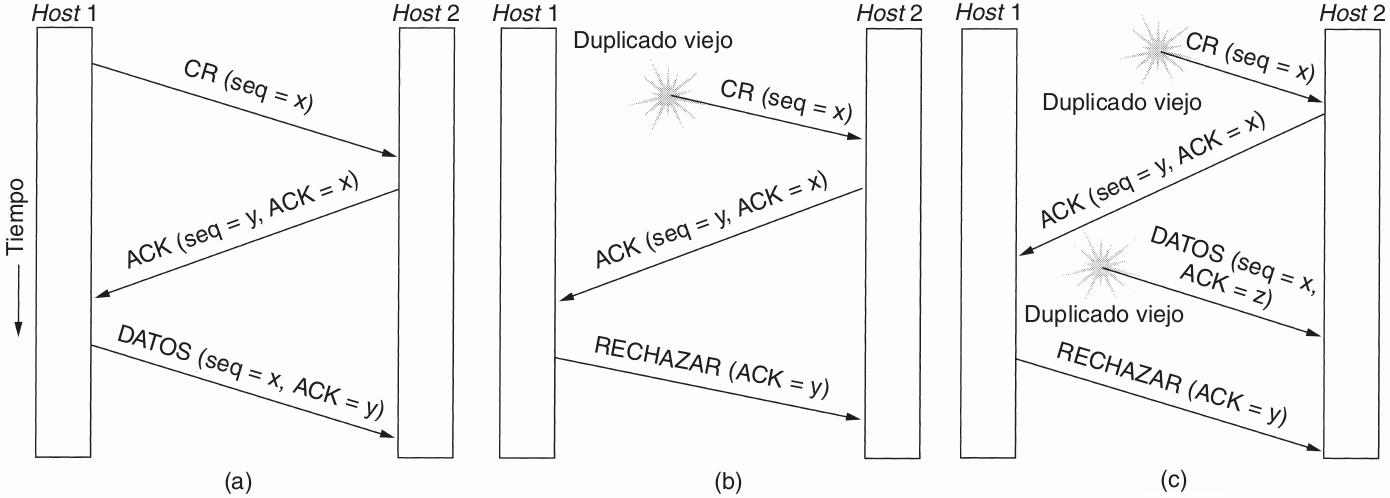 Host 1
Host 2
CR (seq = x)
ACK (seq = y, ACK = x)
Tiempo
DATOS (seq = x, ACK = y)
(a)
Host 1
Host 2
Duplicado viejo
CR (seq = x)
ACK (seq = y, ACK = x)
RECHAZAR (ACK = y)
(b)
Host 1
Host 2
CR (seq = x)
Duplicado viejo
ACK (seq = y, ACK = x)
DATOS (seq = x,
ACK = z)
Duplicado viejo
RECHAZAR (ACK = y)
(c)